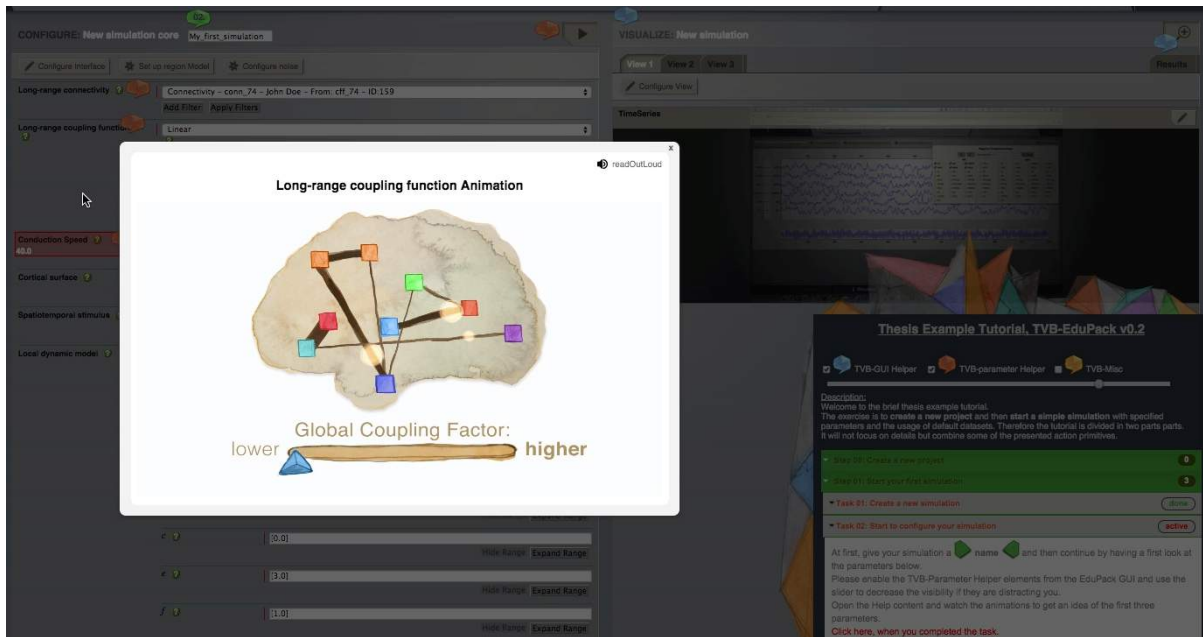 02
CONFIGURE: New simulation core My_first_simulation
Configure Interface Set up region Model Configure noise
Long-range connectivity Connectivity - conn_74 - John Doe - From: cff_74 - ID:159
Add Filter Apply Filters
Long-range coupling function Linear
Conduction Speed
40.0
Cortical surface
Spatiotemporal stimulus
Local dynamic model
x
readOutLoud
Long-range coupling function Animation
Global Coupling Factor:
lower higher
c [0.0]
Hide Range Expand Range
e [3.0]
Hide Range Expand Range
f [1.0]
Hide Range Expand Range
VISUALIZE: New simulation
View 1 View 2 View 3 Results
Configure View
TimeSeries
Thesis Example Tutorial, TVB-EduPack v0.2
TVB-GUI Helper TVB-parameter Helper TVB-Misc
Description:
Welcome to the brief thesis example tutorial.
The exercise is to create a new project and then start a simple simulation with specified
parameters and the usage of default datasets. Therefore the tutorial is divided in two parts parts.
It will not focus on details but combine some of the presented action primitives.
Step 00: Create a new project 0
Step 01: Start your first simulation 3
Task 01: Create a new simulation done
Task 02: Start to configure your simulation active
At first, give your simulation a name and then continue by having a first look at
the parameters below.
Please enable the TVB-Parameter Helper elements from the EduPack GUI and use the
slider to decrease the visibility if they are distracting you.
Open the Help content and watch the animations to get an idea of the first three
parameters.
Click here, when you completed the task.